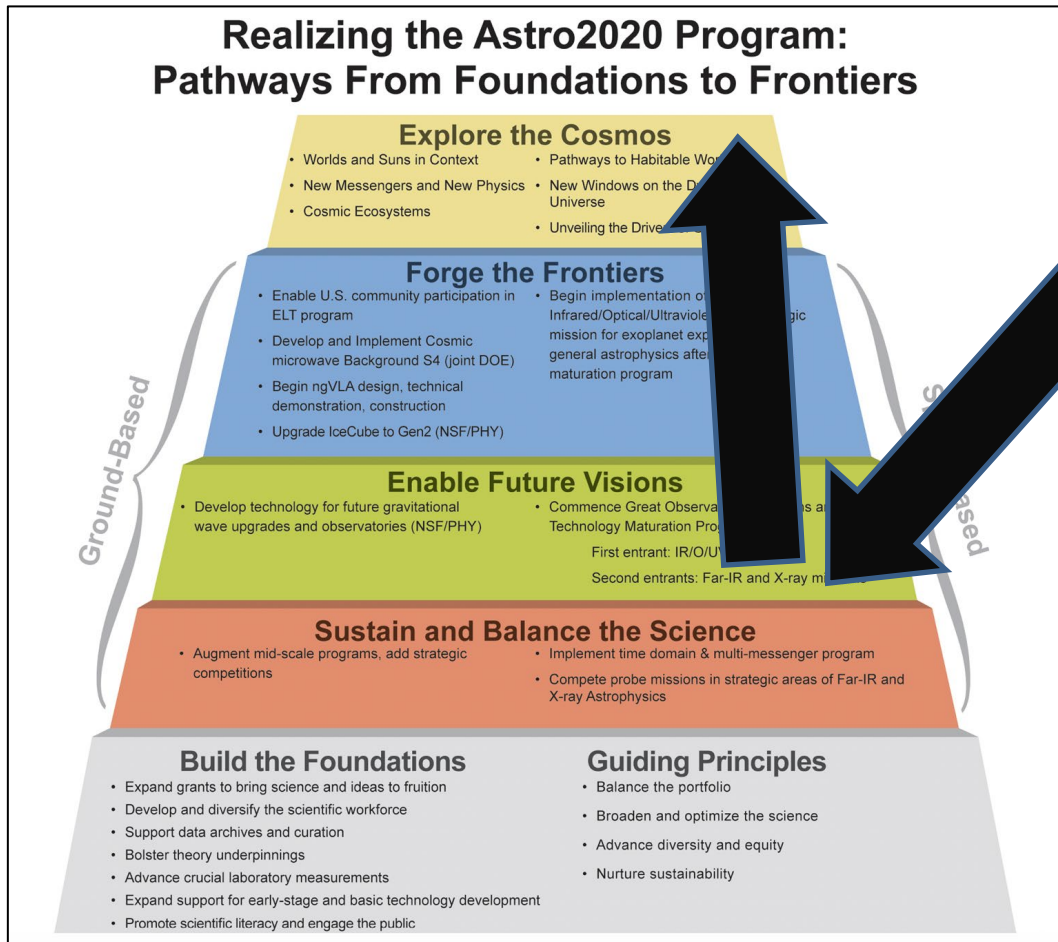 Realizing the Astro2020 Program:
Pathways From Foundations to Frontiers
Explore the Cosmos
• Worlds and Suns in Context
• New Messengers and New Physics
• Cosmic Ecosystems
• Pathways to Habitable
• New Windows on the
Universe
• Unveiling the
Ground-Based
Forge the Frontiers
• Enable U.S. community participation in
ELT program
• Develop and Implement Cosmic
microwave Background S4 (joint DOE)
• Begin ngVLA design, technical
demonstration, construction
• Upgrade IceCube to Gen2 (NSF/PHY)
• Begin implementation of
mission for exoplanet
general astrophysics after
maturation program
Enable Future Visions
• Develop technology for future gravitational
wave upgrades and observatories (NSF/PHY)
• Commence Great
Technology Maturation
First entrant:
Second entrants: Far-IR and X-ray
Sustain and Balance the Science
• Augment mid-scale programs, add strategic
competitions
• Implement time domain & multi-messenger program
• Compete probe missions in strategic areas of Far-IR and
X-ray Astrophysics
Build the Foundations
• Expand grants to bring science and ideas to fruition
• Develop and diversify the scientific workforce
• Support data archives and curation
• Bolster theory underpinnings
• Advance crucial laboratory measurements
• Expand support for early-stage and basic technology development
• Promote scientific literacy and engage the public
Guiding Principles
• Balance the portfolio
• Broaden and optimize the science
• Advance diversity and equity
• Nurture sustainability